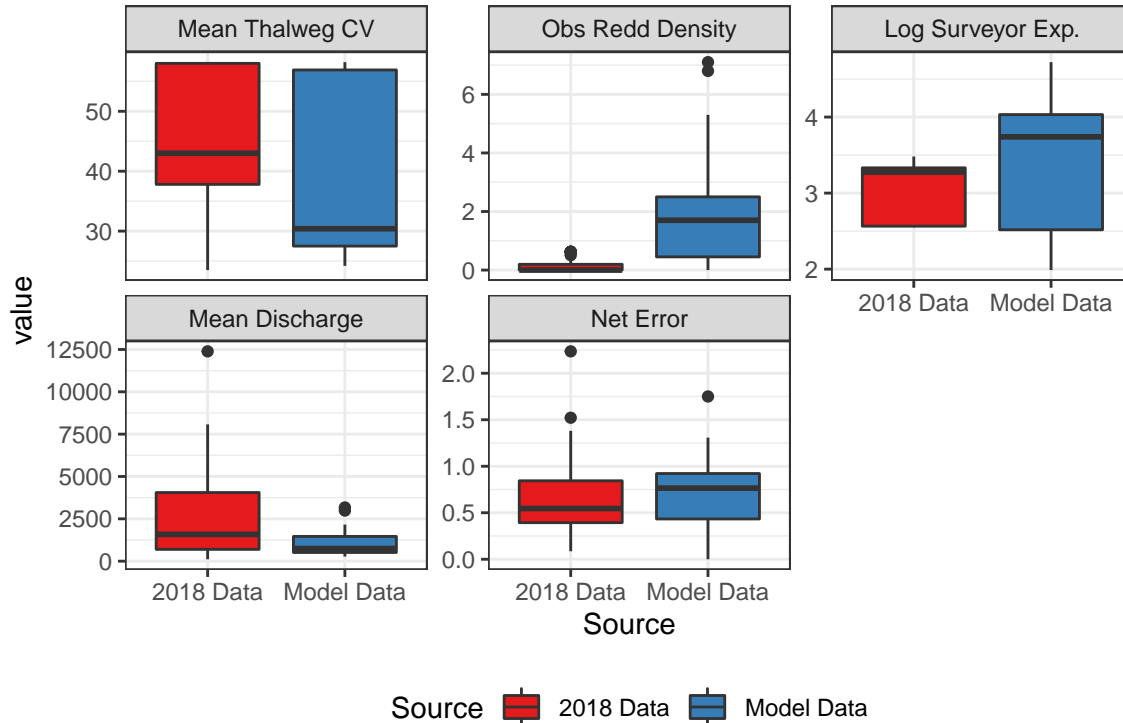 Mean Thalweg CV
Obs Redd Density
Log Surveyor Exp.
50
40
30
6
4
2
0
4
3
2
2018 Data Model Data
value
Mean Discharge
Net Error
12500
10000
7500
5000
2500
0
2.0
1.5
1.0
0.5
0.0
2018 Data Model Data
2018 Data Model Data
Source
Source 2018 Data Model Data